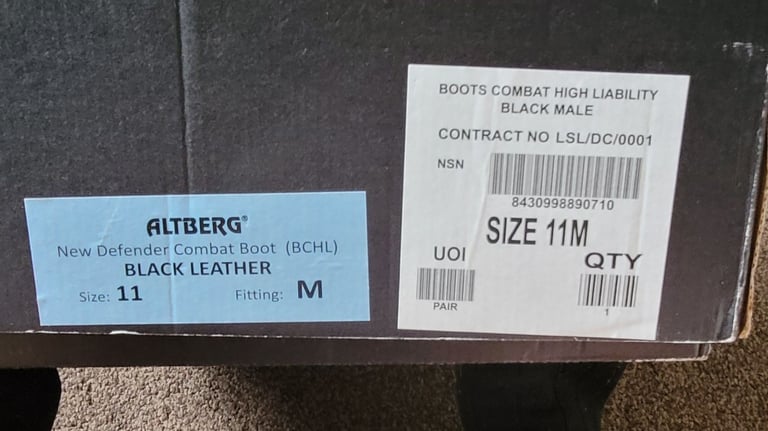 ALTBERG®
New Defender Combat Boot (BCHL)
BLACK LEATHER
Size: 11 Fitting: M
BOOTS COMBAT HIGH LIABILITY
BLACK MALE
CONTRACT NO LSL/DC/0001
NSN
8430998890710
SIZE 11M
UOI QTY
PAIR 1